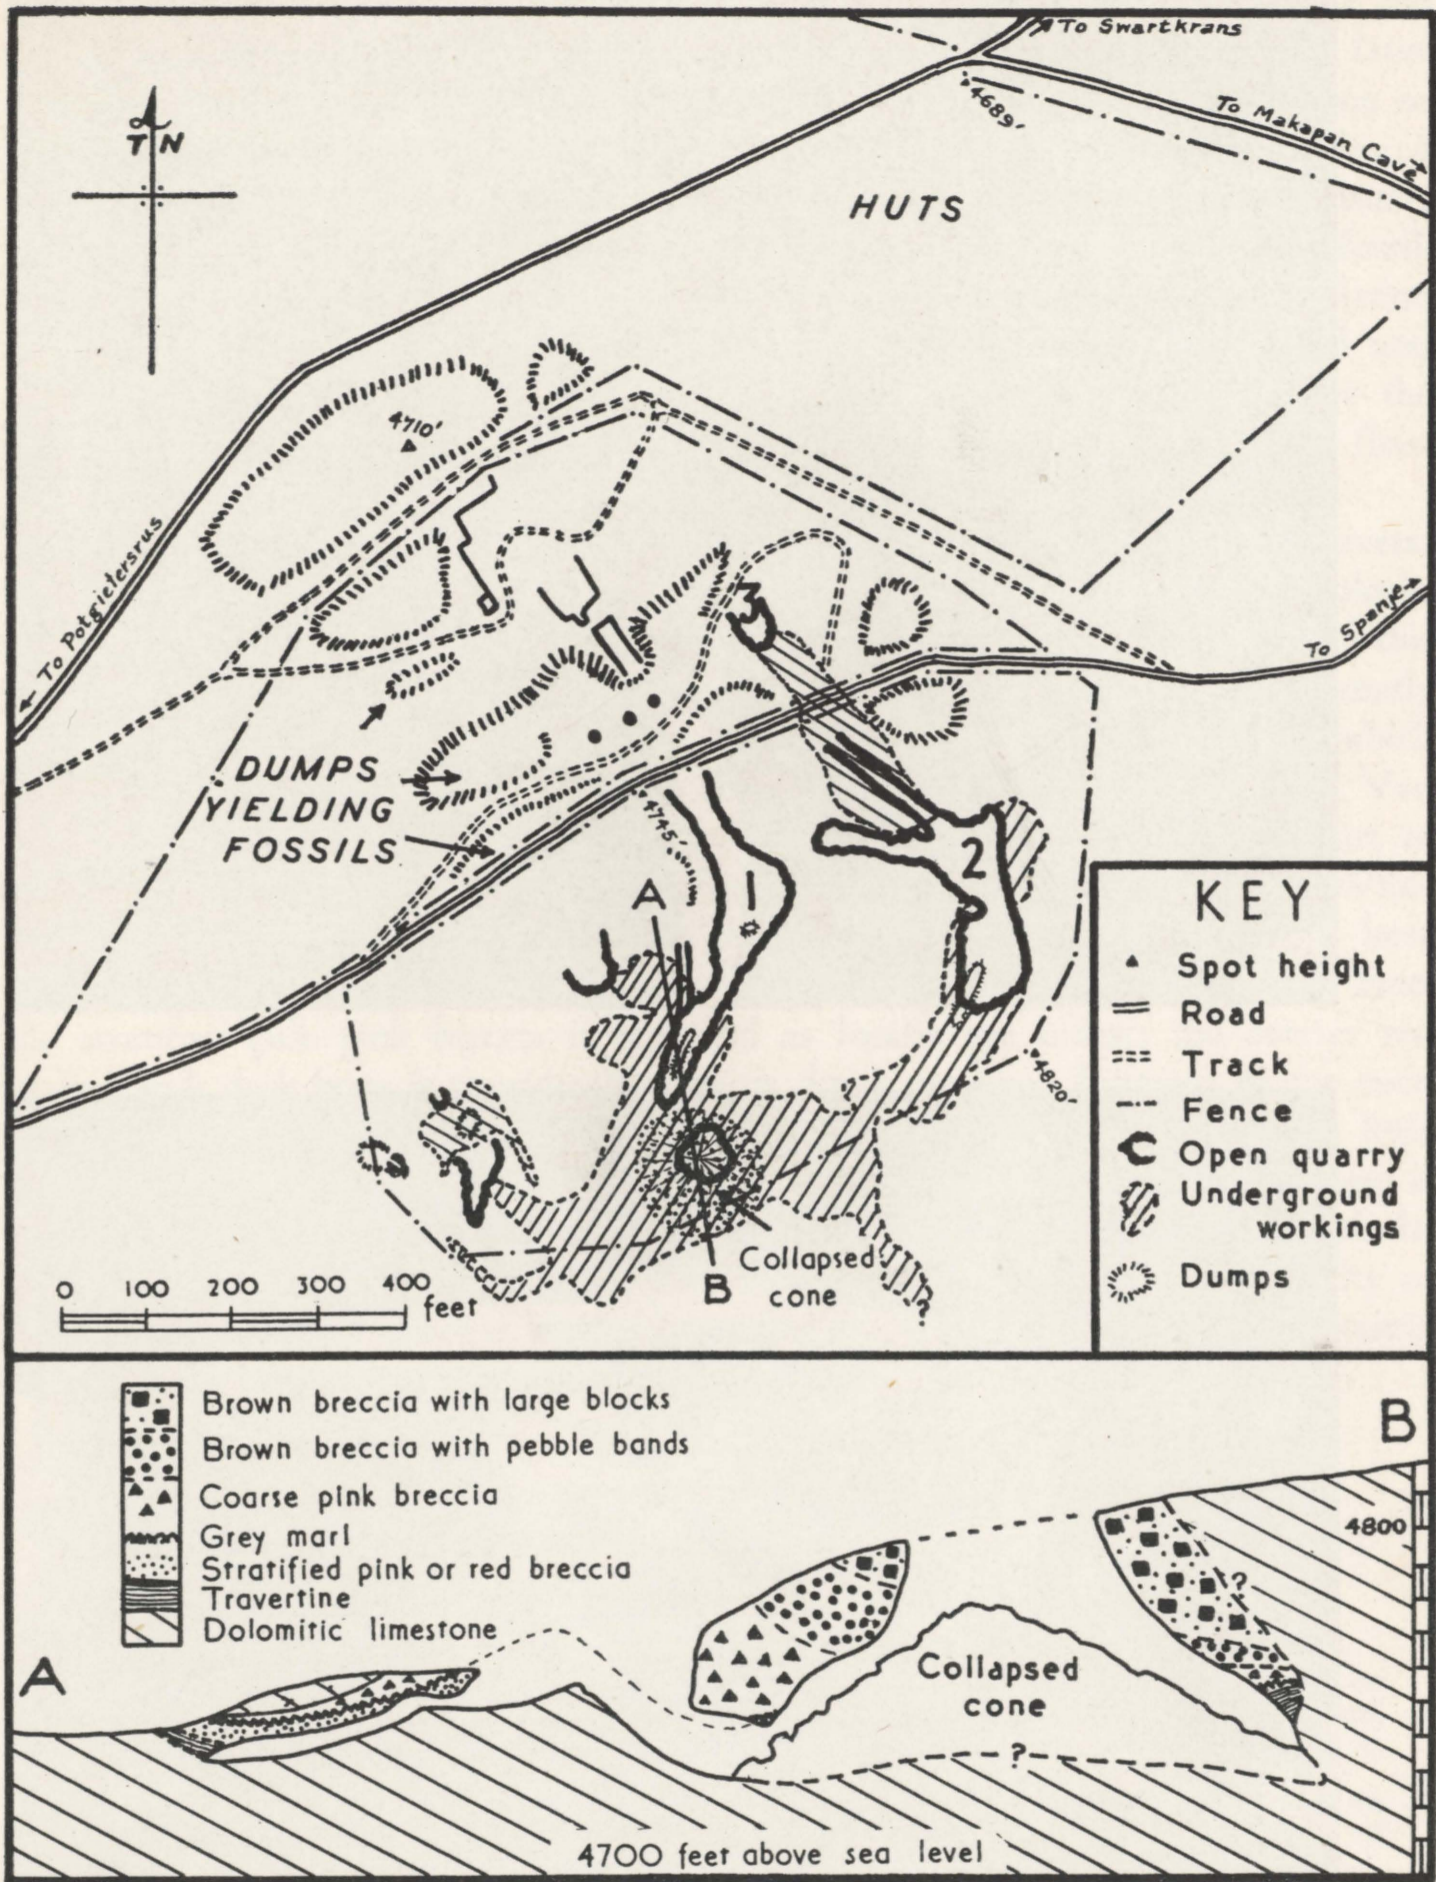 To Swartkrans
4689'
To Makapan Cave
TN
HUTS
4710'
To Potgietersrus
To Spanje
3
DUMPS
YIELDING
FOSSILS
4745'
A
1
2
4820'
Collapsed
cone
B
0 100 200 300 400
feet
KEY
Spot height
Road
Track
Fence
Open quarry
Underground
workings
Dumps
?
Brown breccia with large blocks
Brown breccia with pebble bands
Coarse pink breccia
Grey marl
Stratified pink or red breccia
Travertine
Dolomitic limestone
B
4800
?
A
Collapsed
cone
?
4700 feet above sea level